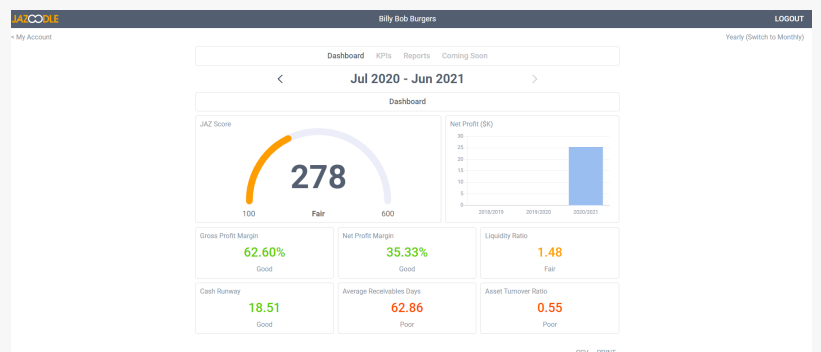 JAZOODLE Billy Bob Burgers LOGOUT
< My Account Yearly (Switch to Monthly)
Dashboard KPIs Reports Coming Soon
< Jul 2020 - Jun 2021 >
Dashboard
JAZ Score
278
100 Fair 600
Net Profit ($K)
30
25
20
15
10
5
0
2018/2019 2019/2020 2020/2021
Gross Profit Margin
62.60%
Good
Net Profit Margin
35.33%
Good
Liquidity Ratio
1.48
Fair
Cash Runway
18.51
Good
Average Receivables Days
62.86
Poor
Asset Turnover Ratio
0.55
Poor